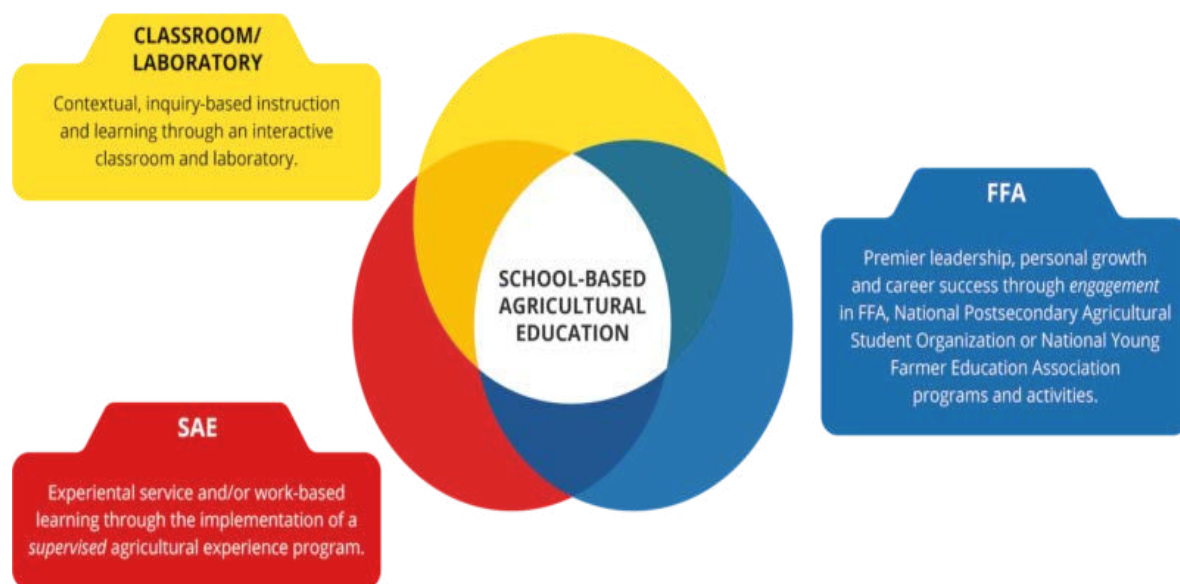 CLASSROOM/
LABORATORY
Contextual, inquiry-based instruction
and learning through an interactive
classroom and laboratory.
SCHOOL-BASED
AGRICULTURAL
EDUCATION
FFA
Premier leadership, personal growth
and career success through engagement
in FFA, National Postsecondary Agricultural
Student Organization or National Young
Farmer Education Association
programs and activities.
SAE
Experiental service and/or work-based
learning through the implementation of a
supervised agricultural experience program.